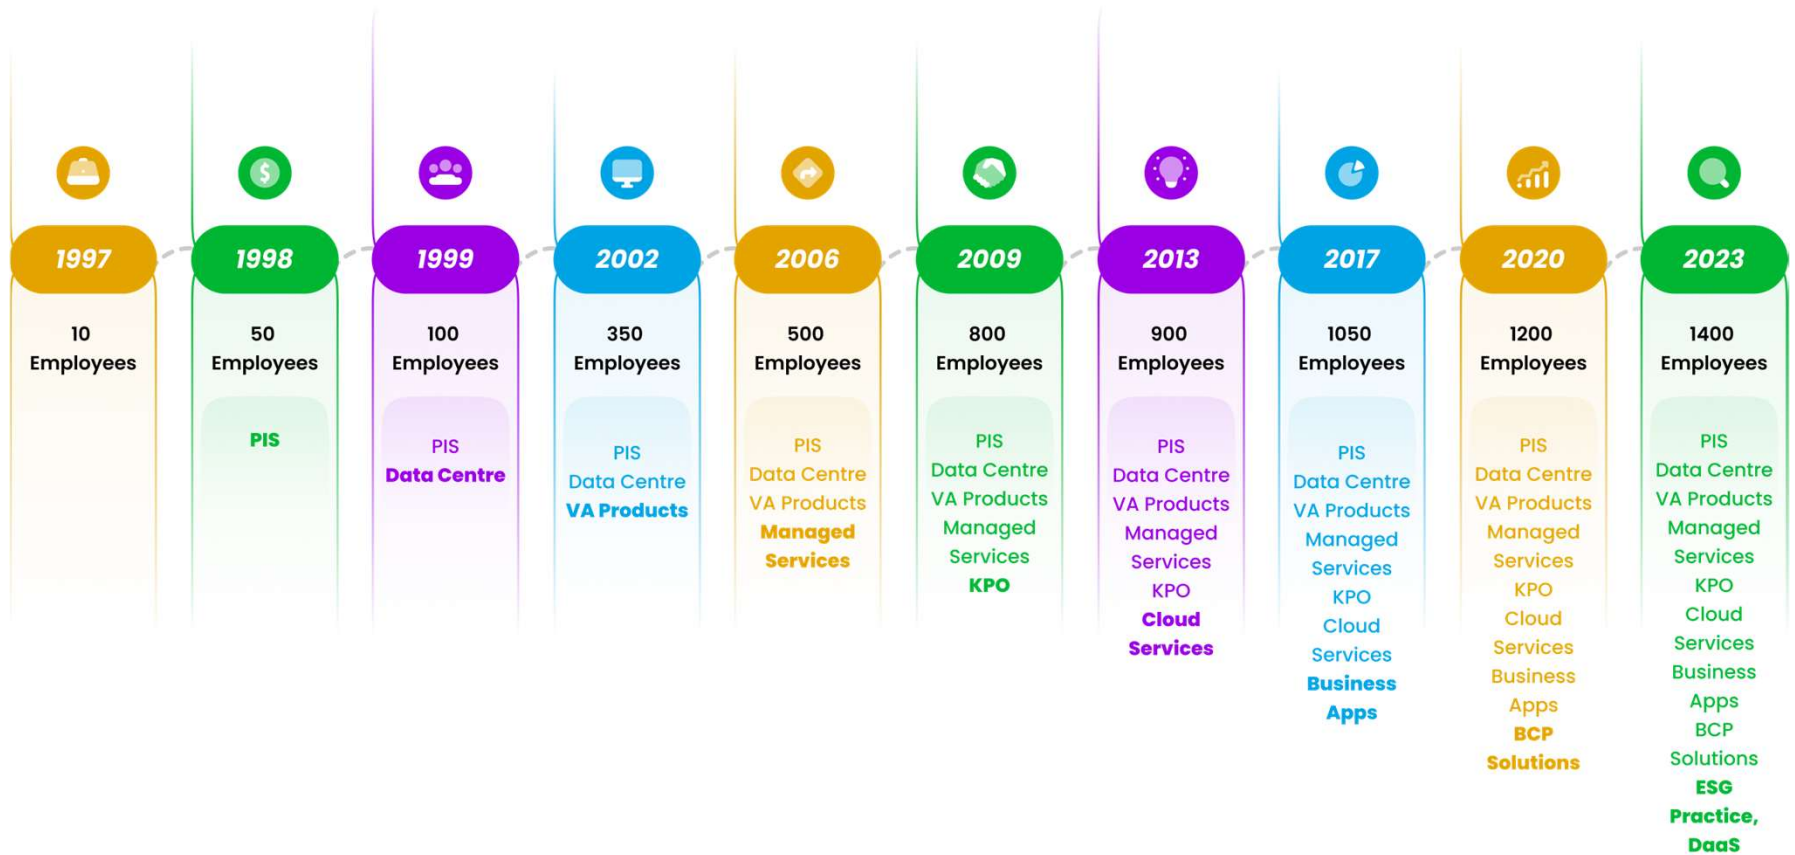 1997
10
Employees
1998
50
Employees
PIS
1999
100
Employees
PIS
Data Centre
2002
350
Employees
PIS
Data Centre
VA Products
2006
500
Employees
PIS
Data Centre
VA Products
Managed
Services
2009
800
Employees
PIS
Data Centre
VA Products
Managed
Services
KPO
2013
900
Employees
PIS
Data Centre
VA Products
Managed
Services
KPO
Cloud
Services
2017
1050
Employees
PIS
Data Centre
VA Products
Managed
Services
KPO
Cloud
Services
Business
Apps
2020
1200
Employees
PIS
Data Centre
VA Products
Managed
Services
KPO
Cloud
Services
Business
Apps
BCP
Solutions
2023
1400
Employees
PIS
Data Centre
VA Products
Managed
Services
KPO
Cloud
Services
Business
Apps
BCP
Solutions
ESG
Practice,
DaaS